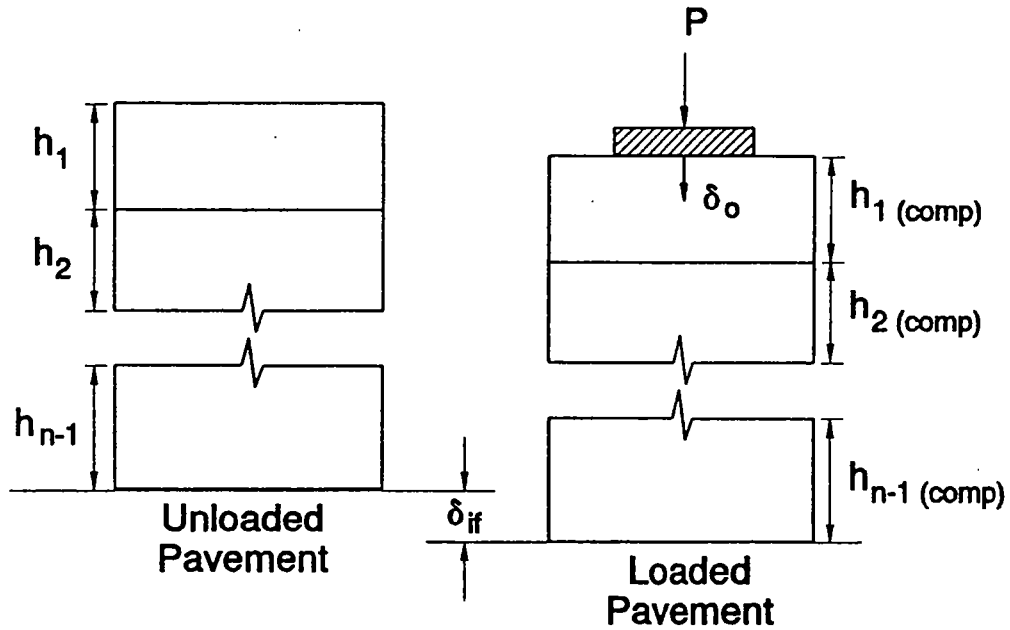 P
h1
h2
hn-1
δo
h1 (comp)
h2 (comp)
hn-1 (comp)
δif
Unloaded
Pavement
Loaded
Pavement